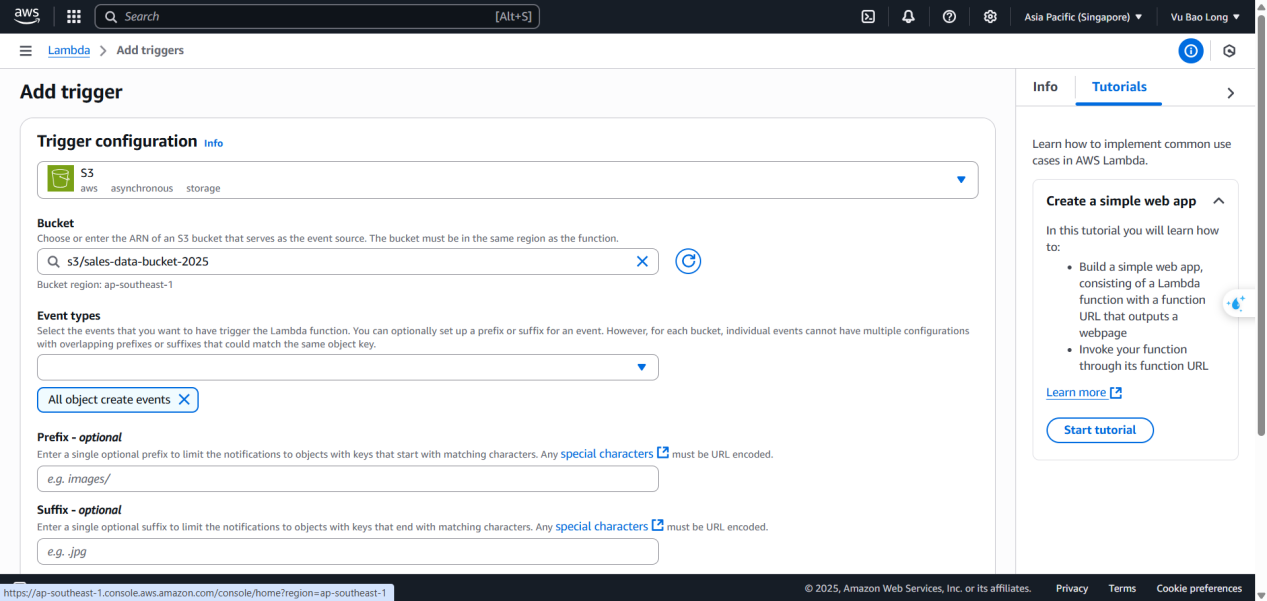 aws
Search
[Alt+S]
Asia Pacific (Singapore)
Vu Bao Long
Lambda
Add triggers
Add trigger
Trigger configuration Info
S3
aws asynchronous storage
Bucket
Choose or enter the ARN of an S3 bucket that serves as the event source. The bucket must be in the same region as the function.
s3/sales-data-bucket-2025
Bucket region: ap-southeast-1
Event types
Select the events that you want to have trigger the Lambda function. You can optionally set up a prefix or suffix for an event. However, for each bucket, individual events cannot have multiple configurations
with overlapping prefixes or suffixes that could match the same object key.
All object create events
Prefix - optional
Enter a single optional prefix to limit the notifications to objects with keys that start with matching characters. Any special characters must be URL encoded.
e.g. images/
Suffix - optional
Enter a single optional suffix to limit the notifications to objects with keys that end with matching characters. Any special characters must be URL encoded.
e.g. .jpg
Info
Tutorials
Learn how to implement common use
cases in AWS Lambda.
Create a simple web app
In this tutorial you will learn how
to:
• Build a simple web app,
consisting of a Lambda
function with a function
URL that outputs a
webpage
• Invoke your function
through its function URL
Learn more
Start tutorial
https://ap-southeast-1.console.aws.amazon.com/console/home?region=ap-southeast-1
© 2025, Amazon Web Services, Inc. or its affiliates.
Privacy
Terms
Cookie preferences